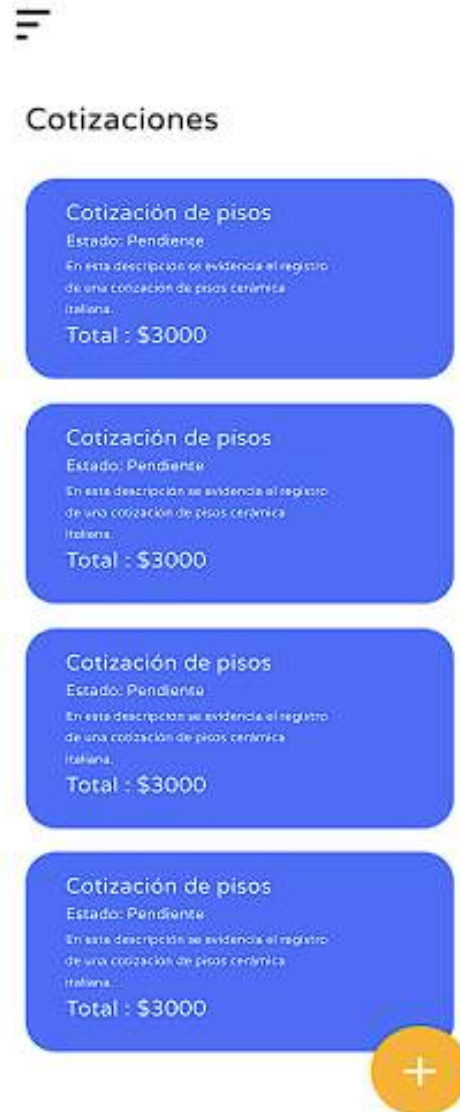 Cotizaciones
Cotización de pisos
Estado: Pendiente
En esta descripción se evidencia el registro
de una cotización de pisos cerámica
italiana.
Total : $3000
Cotización de pisos
Estado: Pendiente
En esta descripción se evidencia el registro
de una cotización de pisos cerámica
italiana.
Total : $3000
Cotización de pisos
Estado: Pendiente
En esta descripción se evidencia el registro
de una cotización de pisos cerámica
italiana.
Total : $3000
Cotización de pisos
Estado: Pendiente
En esta descripción se evidencia el registro
de una cotización de pisos cerámica
italiana.
Total : $3000
+